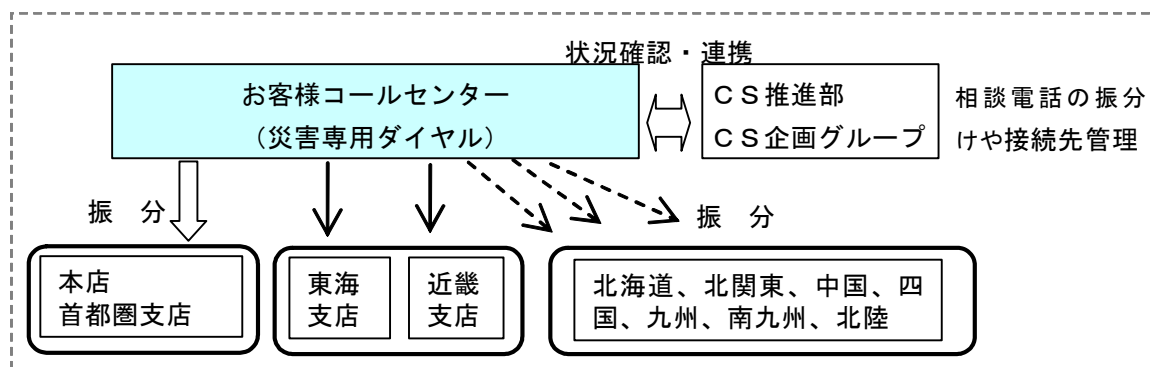 状況確認・連携
お客様コールセンター
（災害専用ダイヤル）
ＣＳ推進部
ＣＳ企画グループ
相談電話の振分
けや接続先管理
振　分
振　分
本店
首都圏支店
東海
支店
近畿
支店
北海道、北関東、中国、四
国、九州、南九州、北陸